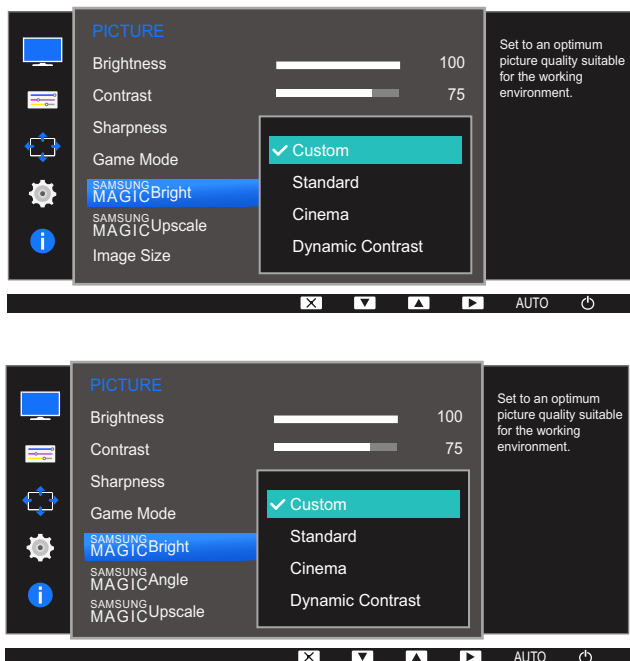 PICTURE
Brightness 100
Contrast 75
Sharpness
Game Mode
SAMSUNG
MAGICBright
SAMSUNG
MAGICUpscale
Image Size
Custom
Standard
Cinema
Dynamic Contrast
Set to an optimum
picture quality suitable
for the working
environment.
AUTO
PICTURE
Brightness 100
Contrast 75
Sharpness
Game Mode
SAMSUNG
MAGICBright
SAMSUNG
MAGICAngle
SAMSUNG
MAGICUpscale
Custom
Standard
Cinema
Dynamic Contrast
Set to an optimum
picture quality suitable
for the working
environment.
AUTO